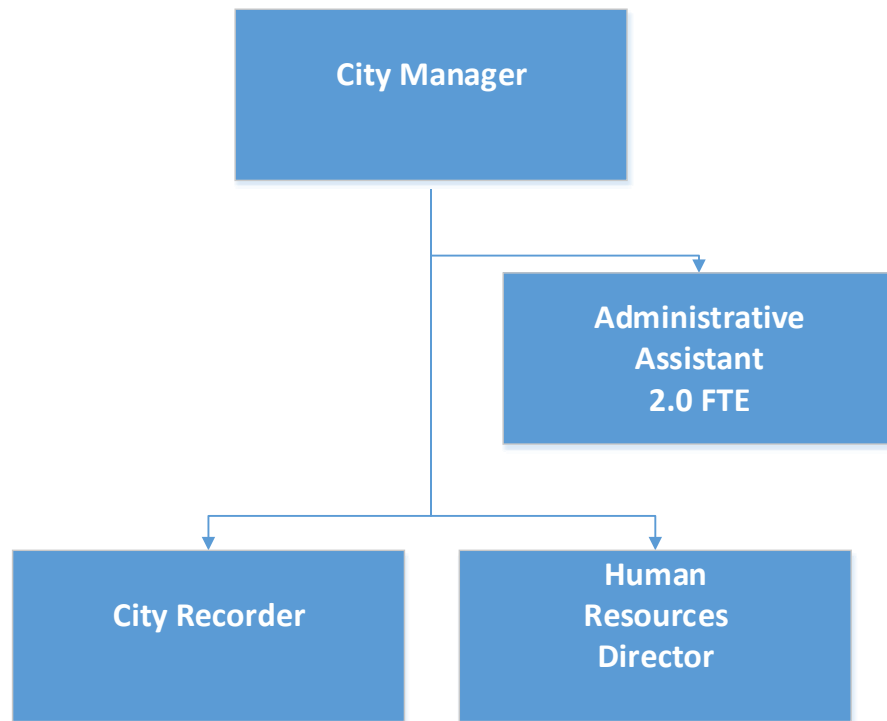 City Manager
Administrative
Assistant
2.0 FTE
City Recorder
Human
Resources
Director